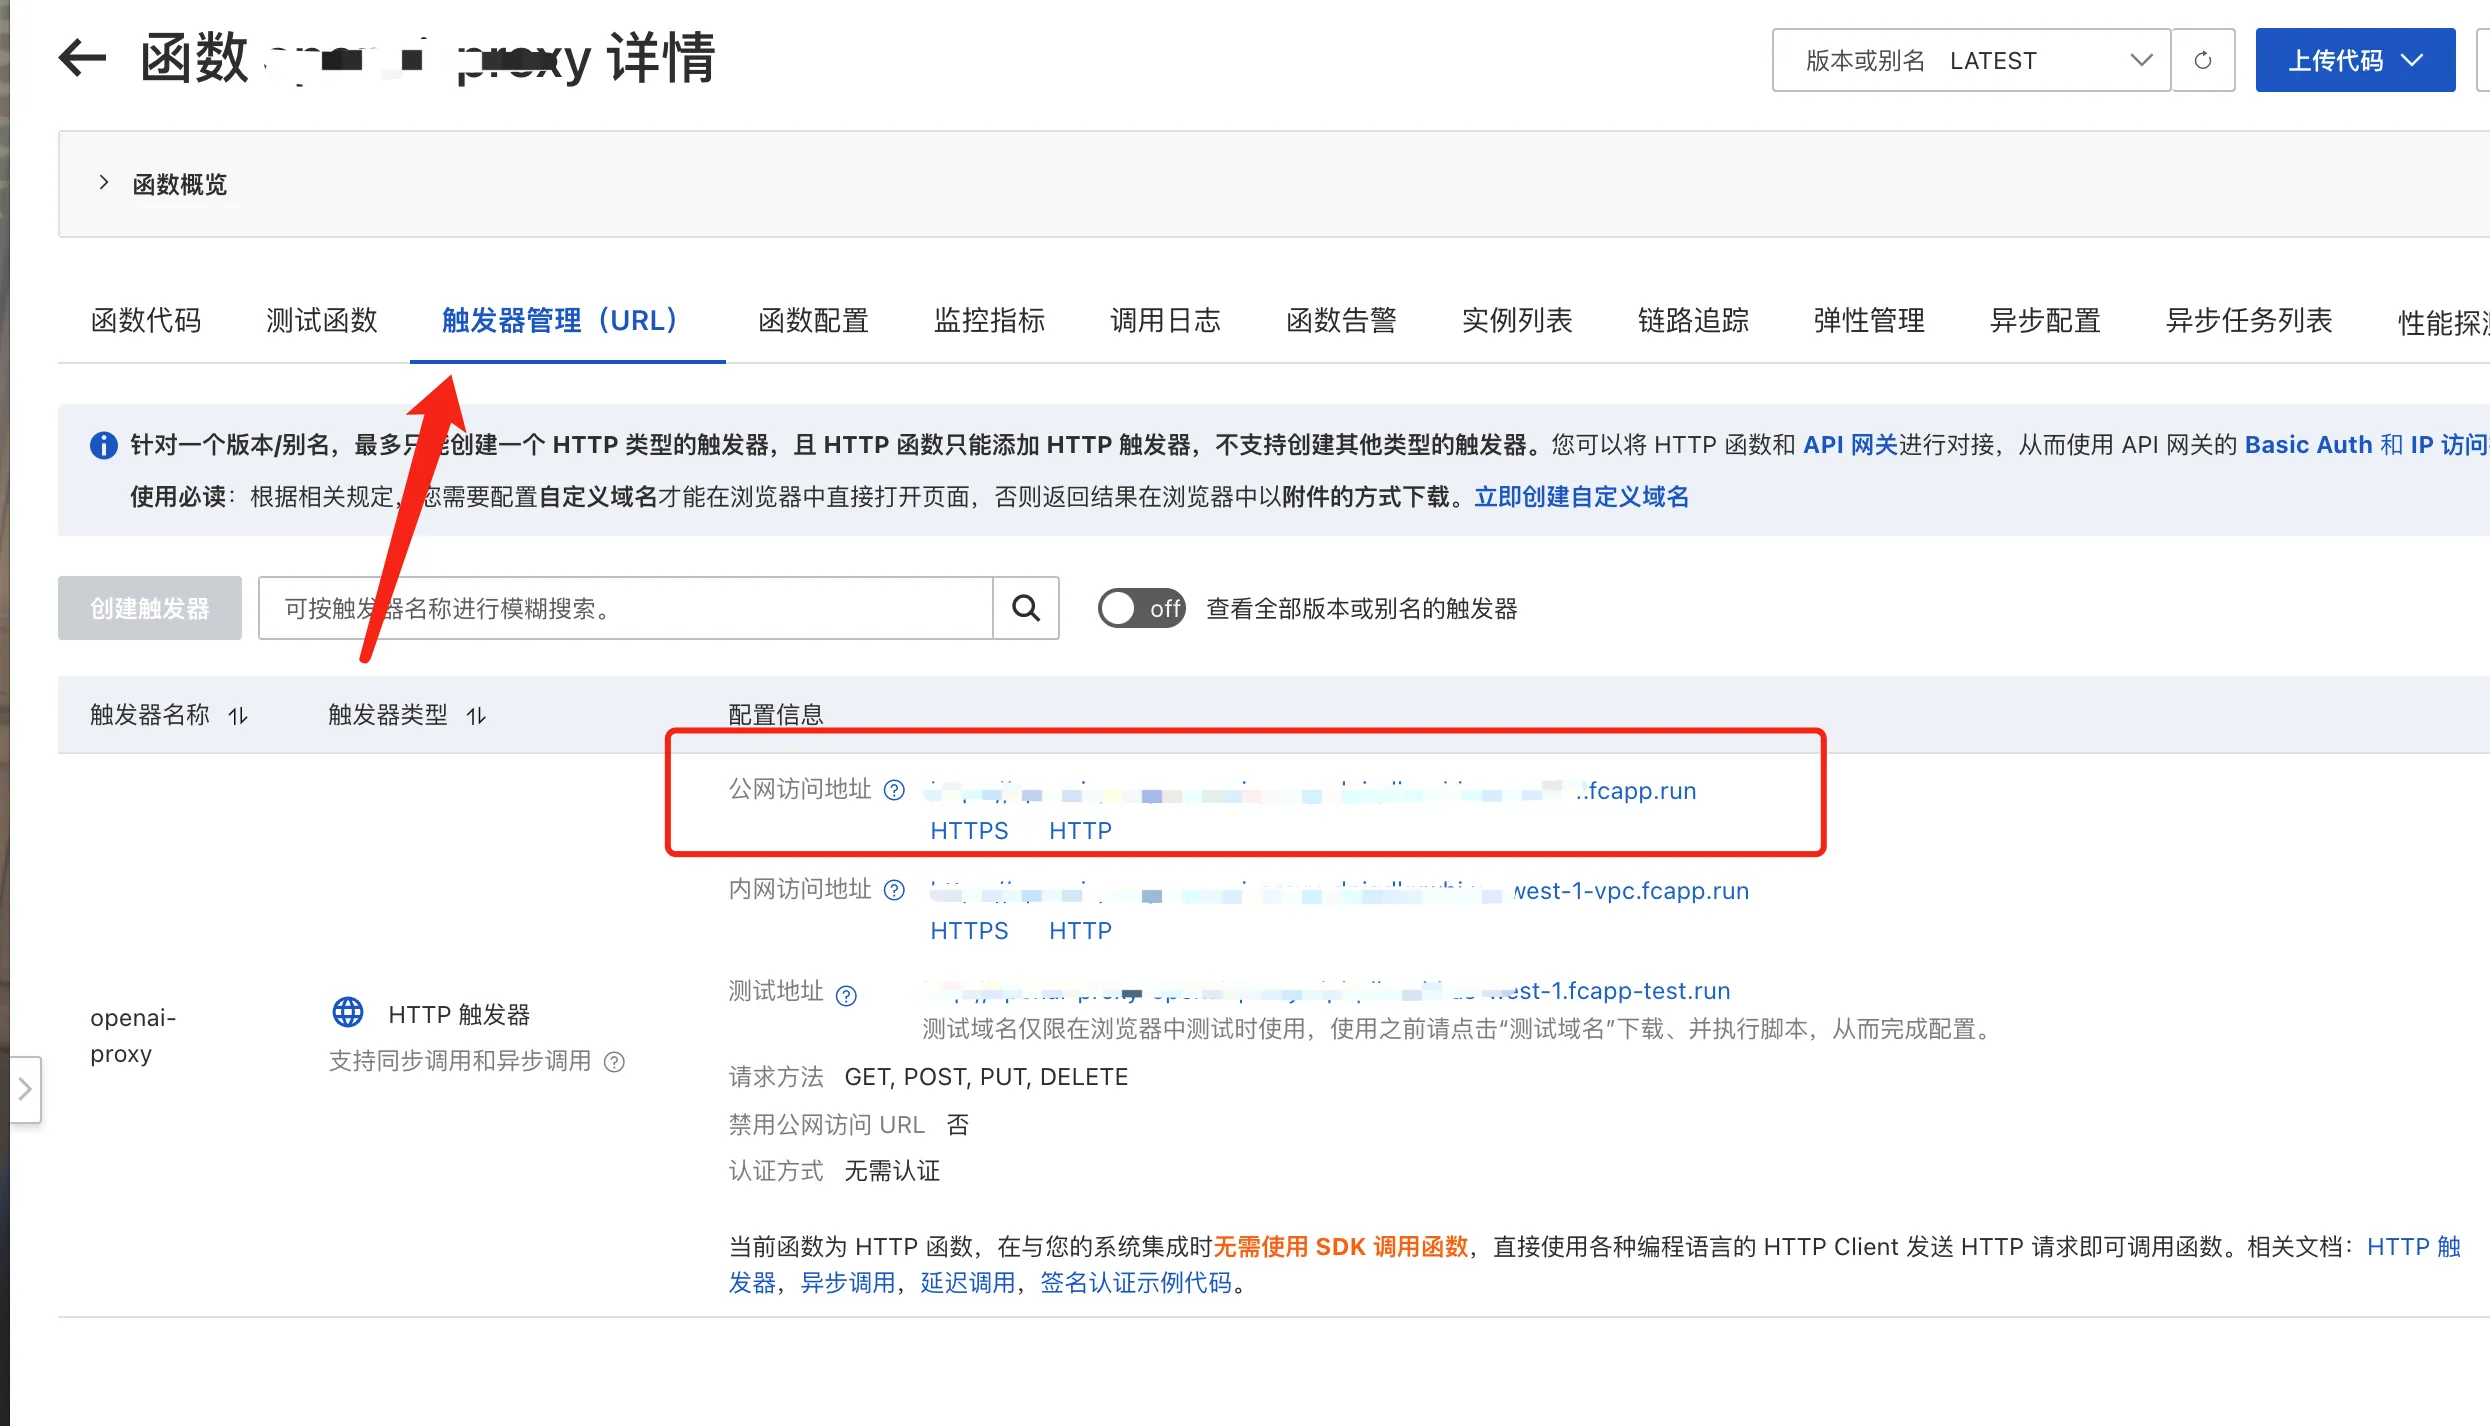 函数 proxy 详情
版本或别名 LATEST
上传代码
函数概览
函数代码 测试函数 触发器管理（URL） 函数配置 监控指标 调用日志 函数告警 实例列表 链路追踪 弹性管理 异步配置 异步任务列表 性能探
针对一个版本/别名，最多只能创建一个 HTTP 类型的触发器，且 HTTP 函数只能添加 HTTP 触发器，不支持创建其他类型的触发器。您可以将 HTTP 函数和 API 网关进行对接，从而使用 API 网关的 Basic Auth 和 IP 访问
使用必读：根据相关规定，您需要配置自定义域名才能在浏览器中直接打开页面，否则返回结果在浏览器中以附件的方式下载。立即创建自定义域名
创建触发器 可按触发器名称进行模糊搜索。 off 查看全部版本或别名的触发器
触发器名称 触发器类型 配置信息
公网访问地址 .fcapp.run
HTTPS HTTP
内网访问地址 west-1-vpc.fcapp.run
HTTPS HTTP
测试地址 west-1.fcapp-test.run
测试域名仅限在浏览器中测试时使用，使用之前请点击“测试域名”下载、并执行脚本，从而完成配置。
openai-
proxy
HTTP 触发器
支持同步调用和异步调用
请求方法 GET, POST, PUT, DELETE
禁用公网访问 URL 否
认证方式 无需认证
当前函数为 HTTP 函数，在与您的系统集成时无需使用 SDK 调用函数，直接使用各种编程语言的 HTTP Client 发送 HTTP 请求即可调用函数。相关文档：HTTP 触
发器，异步调用，延迟调用，签名认证示例代码。